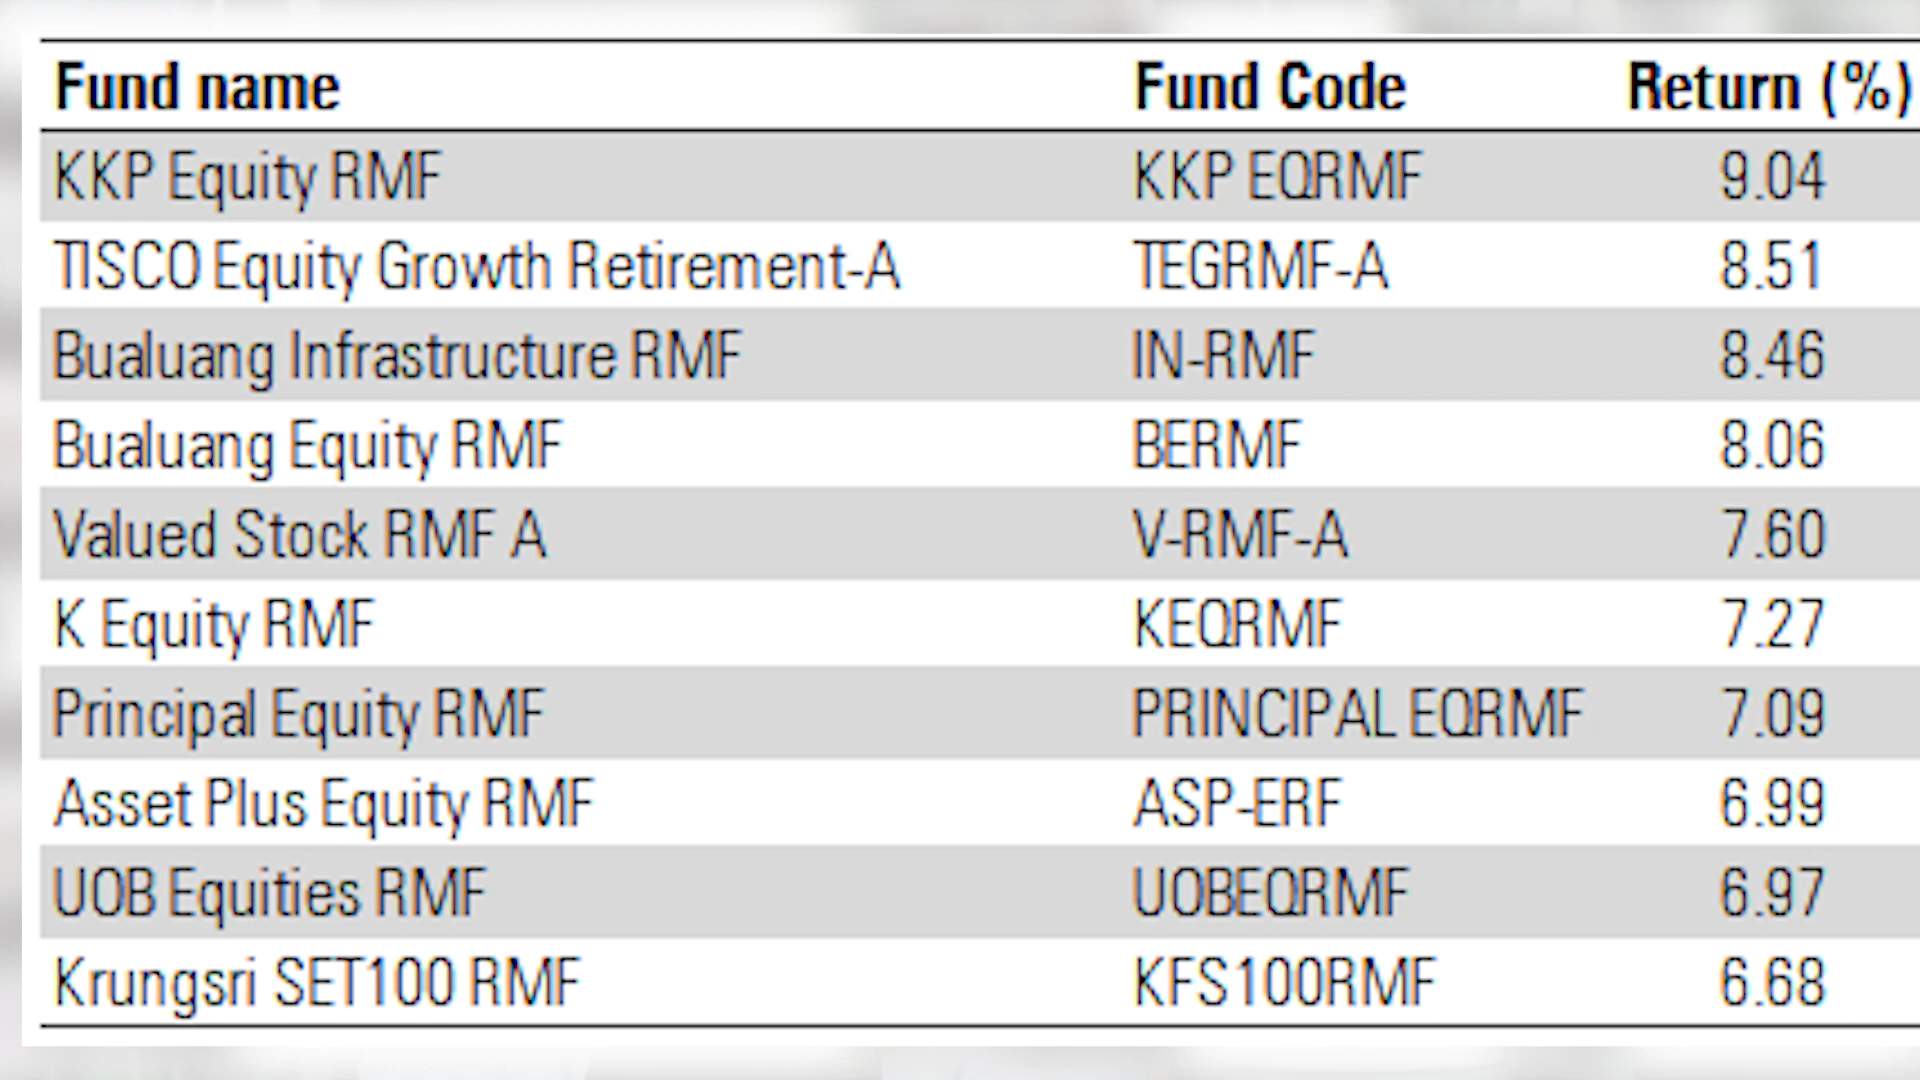 Fund name Fund Code Return (%)
KKP Equity RMF KKP EQRMF 9.04
TISCO Equity Growth Retirement-A TEGRMF-A 8.51
Bualuang Infrastructure RMF IN-RMF 8.46
Bualuang Equity RMF BERMF 8.06
Valued Stock RMF A V-RMF-A 7.60
K Equity RMF KEQRMF 7.27
Principal Equity RMF PRINCIPAL EQRMF 7.09
Asset Plus Equity RMF ASP-ERF 6.99
UOB Equities RMF UOBEQRMF 6.97
Krungsri SET100 RMF KFS100RMF 6.68